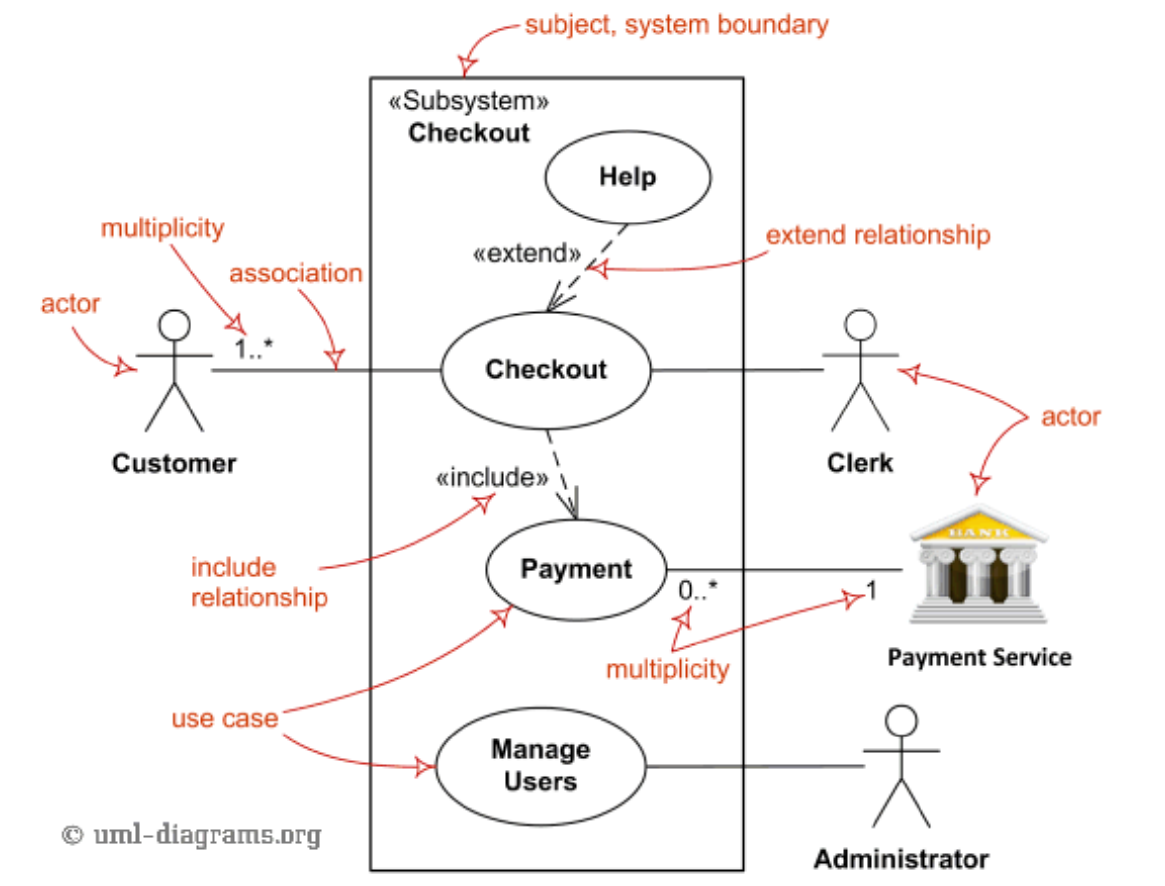 subject, system boundary
«Subsystem»
Checkout
Help
multiplicity
«extend»
extend relationship
association
actor
1..*
Checkout
actor
Customer
Clerk
«include»
BANK
include
relationship
Payment
0..*
1
multiplicity
Payment Service
use case
Manage
Users
© uml-diagrams.org
Administrator